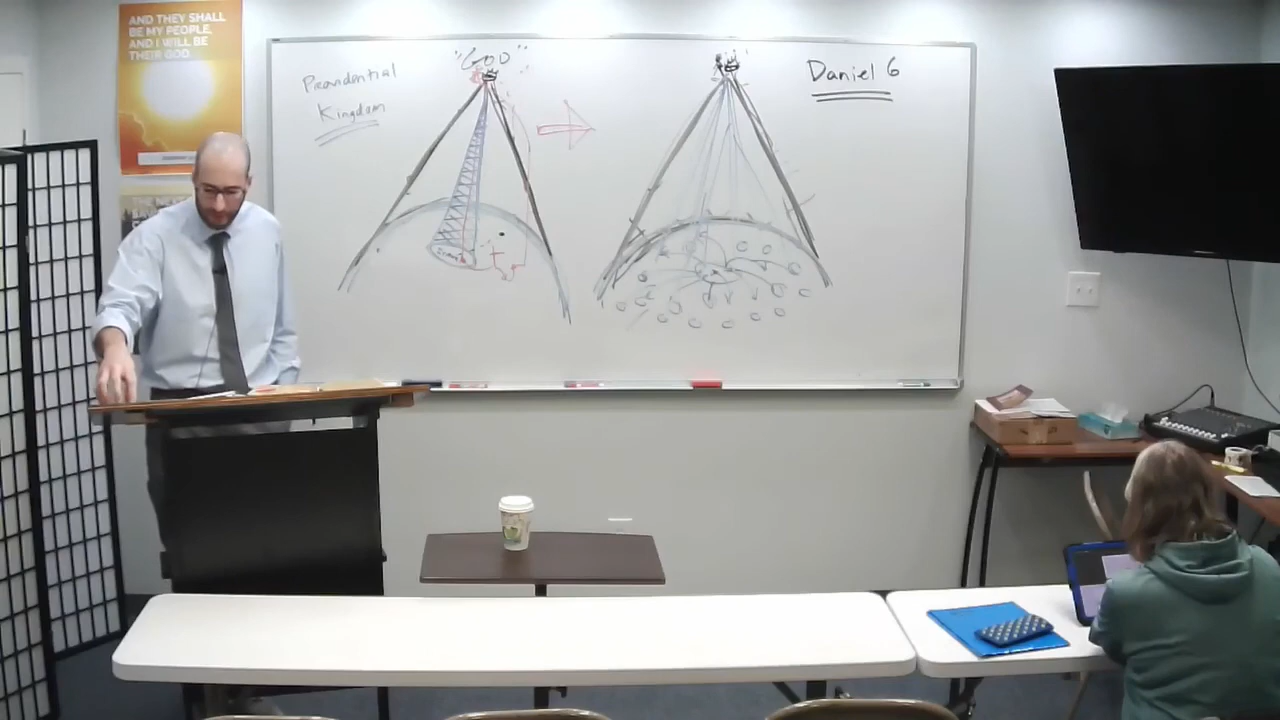 AND THEY SHALL
BE MY PEOPLE,
AND I WILL BE
THEIR GOD.
Providential
Kingdom
"GOD"
Daniel 6